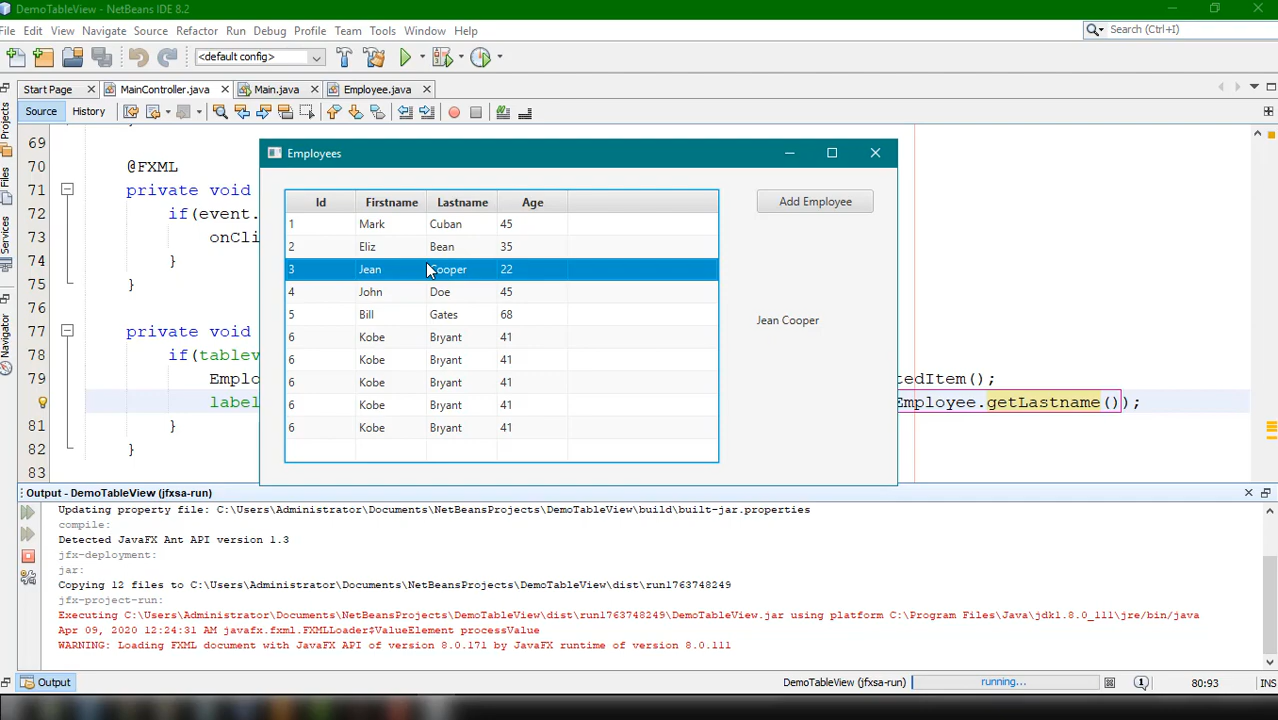 DemoTableView - NetBeans IDE 8.2
File Edit View Navigate Source Refactor Run Debug Profile Team Tools Window Help
Search (Ctrl+I)
<default config>
Start Page MainController.java Main.java Employee.java
Source History
Projects
Files
Services
Navigator
69
70 @FXML
71 private void
72 if(event.
73 onCli
74 }
75 }
76
77 private void
78 if(tablev
79 Emplo tedItem();
label Employee.getLastname());
81 }
82 }
83
Employees
Id Firstname Lastname Age
1 Mark Cuban 45
2 Eliz Bean 35
3 Jean Cooper 22
4 John Doe 45
5 Bill Gates 68
6 Kobe Bryant 41
6 Kobe Bryant 41
6 Kobe Bryant 41
6 Kobe Bryant 41
6 Kobe Bryant 41
Add Employee
Jean Cooper
Output - DemoTableView (jfxsa-run)
Updating property file: C:\Users\Administrator\Documents\NetBeansProjects\DemoTableView\build\built-jar.properties
compile:
Detected JavaFX Ant API version 1.3
jfx-deployment:
jar:
Copying 12 files to C:\Users\Administrator\Documents\NetBeansProjects\DemoTableView\dist\run1763748249
jfx-project-run:
Executing C:\Users\Administrator\Documents\NetBeansProjects\DemoTableView\dist\run1763748249\DemoTableView.jar using platform C:\Program Files\Java\jdk1.8.0_111\jre/bin/java
Apr 09, 2020 12:24:31 AM javafx.fxml.FXMLLoader$ValueElement processValue
WARNING: Loading FXML document with JavaFX API of version 8.0.171 by JavaFX runtime of version 8.0.111
Output
DemoTableView (jfxsa-run) running... 1 80:93 INS